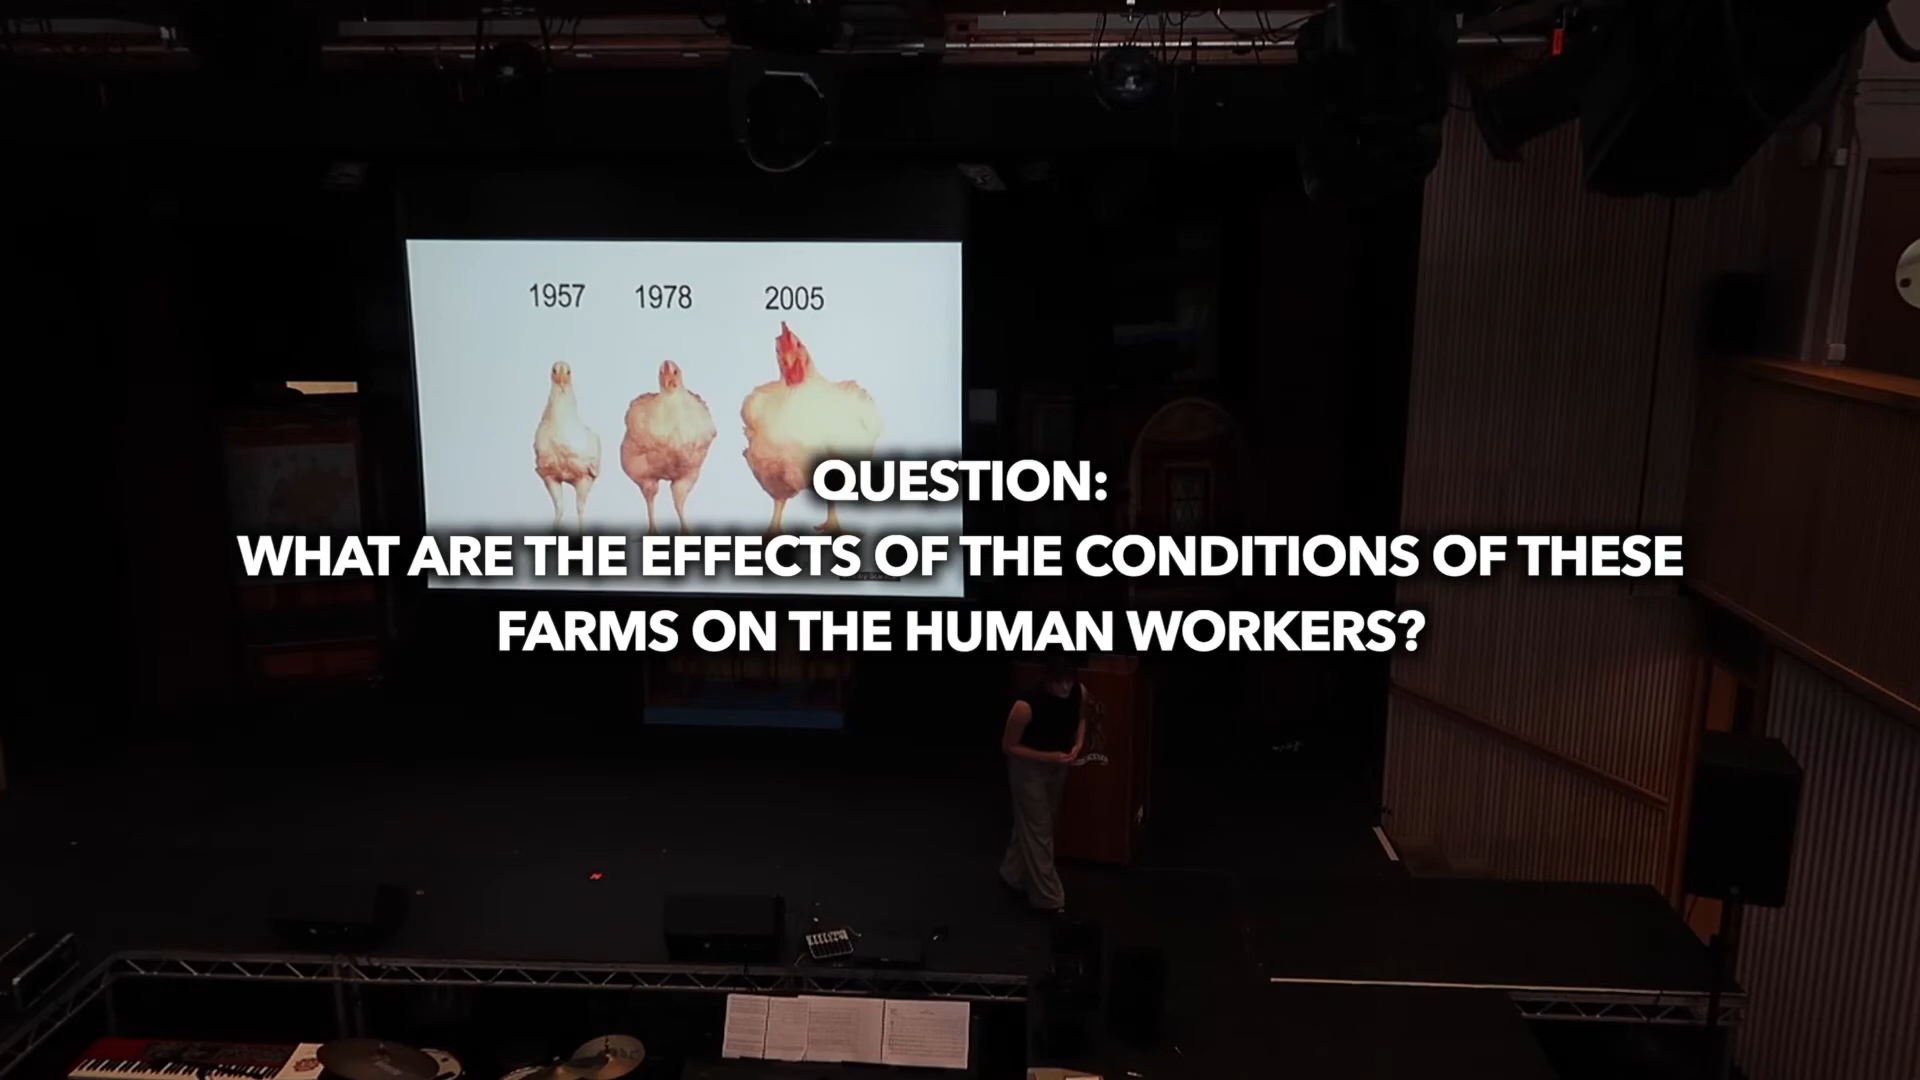 1957 1978 2005
QUESTION:
WHAT ARE THE EFFECTS OF THE CONDITIONS OF THESE
FARMS ON THE HUMAN WORKERS?